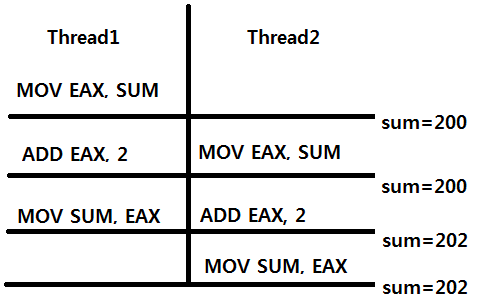 Thread1 Thread2
MOV EAX, SUM
sum=200
ADD EAX, 2 MOV EAX, SUM
sum=200
MOV SUM, EAX ADD EAX, 2
sum=202
MOV SUM, EAX
sum=202